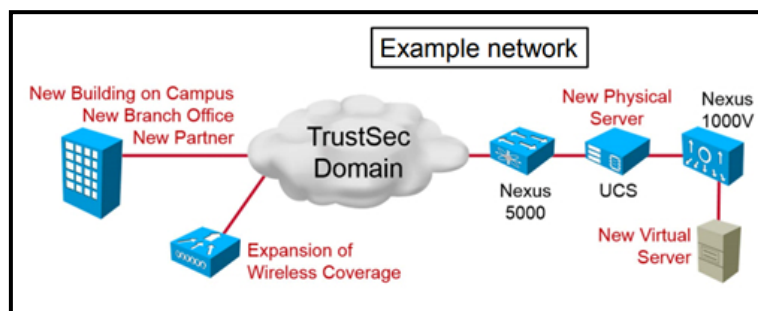 Example network
New Building on Campus
New Branch Office
New Partner
TrustSec
Domain
New Physical
Server
Nexus
1000V
Nexus
5000
UCS
Expansion of
Wireless Coverage
New Virtual
Server